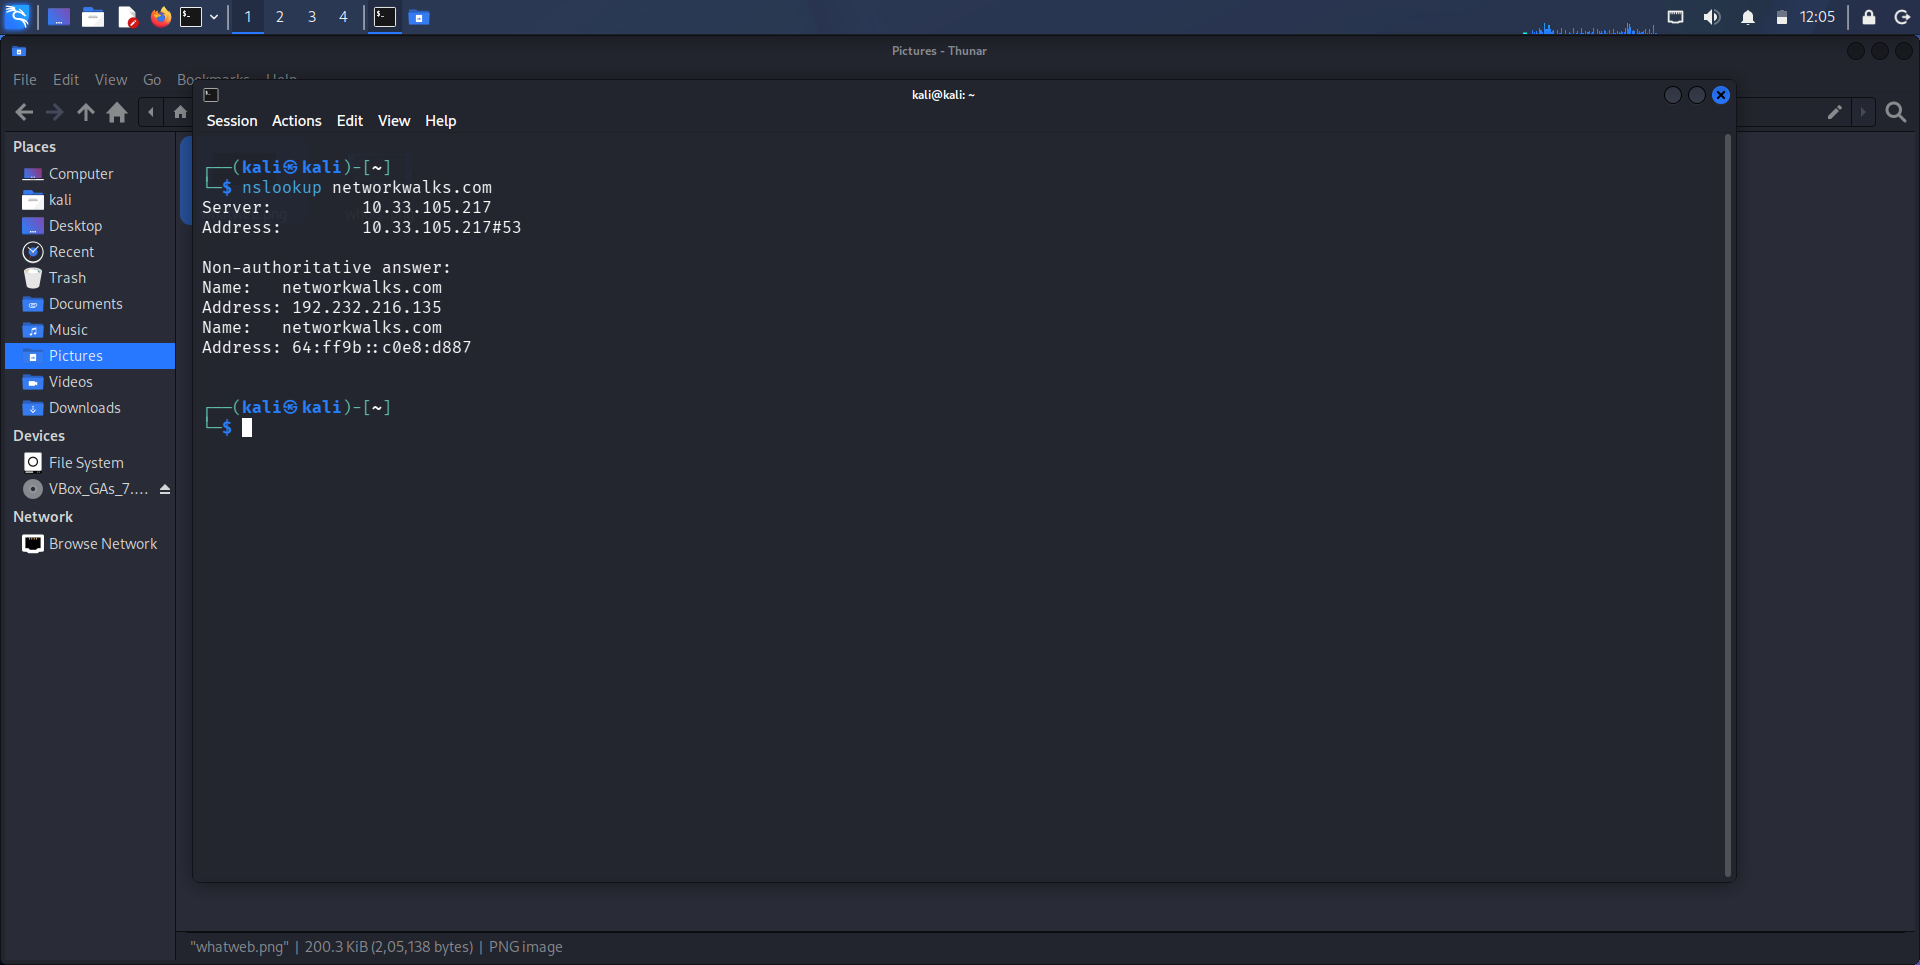 1 2 3 4 12:05
Pictures - Thunar
File Edit View Go Bookmarks Help
kali@kali: ~
Session Actions Edit View Help
Places
Computer
kali
Desktop
Recent
Trash
Documents
Music
Pictures
Videos
Downloads
Devices
File System
VBox_GAs_7....
Network
Browse Network
┌──(kali㉿kali)-[~]
└─$ nslookup networkwalks.com
Server: 10.33.105.217
Address: 10.33.105.217#53
Non-authoritative answer:
Name: networkwalks.com
Address: 192.232.216.135
Name: networkwalks.com
Address: 64:ff9b::c0e8:d887
┌──(kali㉿kali)-[~]
└─$
"whatweb.png" | 200.3 KiB (2,05,138 bytes) | PNG image